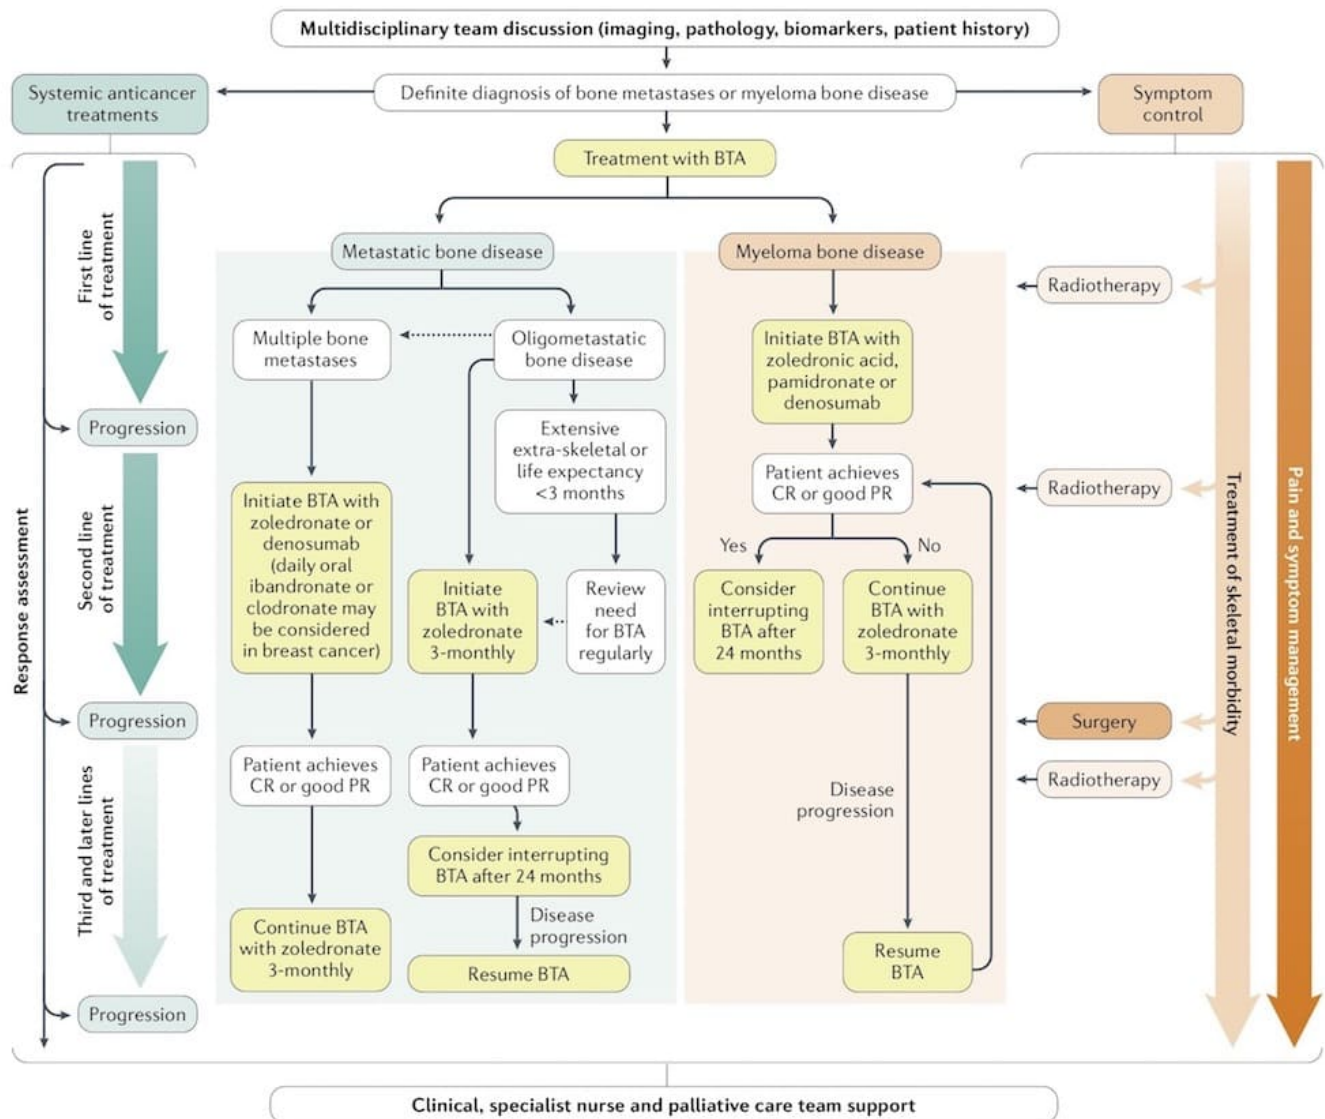 Multidisciplinary team discussion (imaging, pathology, biomarkers, patient history)
Systemic anticancer
treatments
Definite diagnosis of bone metastases or myeloma bone disease
Symptom
control
Treatment with BTA
Response assessment
First line
of treatment
Progression
Second line
of treatment
Progression
Third and later lines
of treatment
Progression
Metastatic bone disease
Multiple bone
metastases
Oligometastatic
bone disease
Extensive
extra-skeletal or
life expectancy
<3 months
Initiate BTA with
zoledronate or
denosumab
(daily oral
ibandronate or
clodronate may
be considered
in breast cancer)
Initiate
BTA with
zoledronate
3-monthly
Review
need
for BTA
regularly
Patient achieves
CR or good PR
Patient achieves
CR or good PR
Consider interrupting
BTA after 24 months
Disease
progression
Continue BTA
with zoledronate
3-monthly
Resume BTA
Myeloma bone disease
Initiate BTA with
zoledronic acid,
pamidronate or
denosumab
Patient achieves
CR or good PR
Yes
No
Consider
interrupting
BTA after
24 months
Continue
BTA with
zoledronate
3-monthly
Disease
progression
Resume
BTA
Radiotherapy
Radiotherapy
Surgery
Radiotherapy
Treatment of skeletal morbidity
Pain and symptom management
Clinical, specialist nurse and palliative care team support